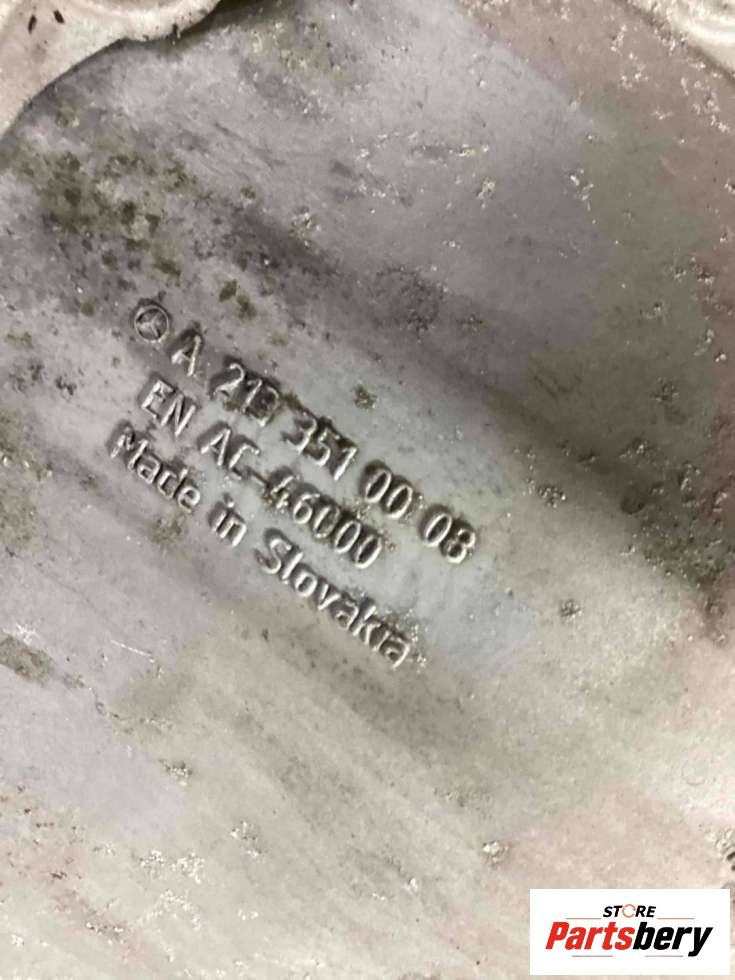 A 213 351 00 08
EN AC-46000
Made in Slovakia
STORE
Partsbery